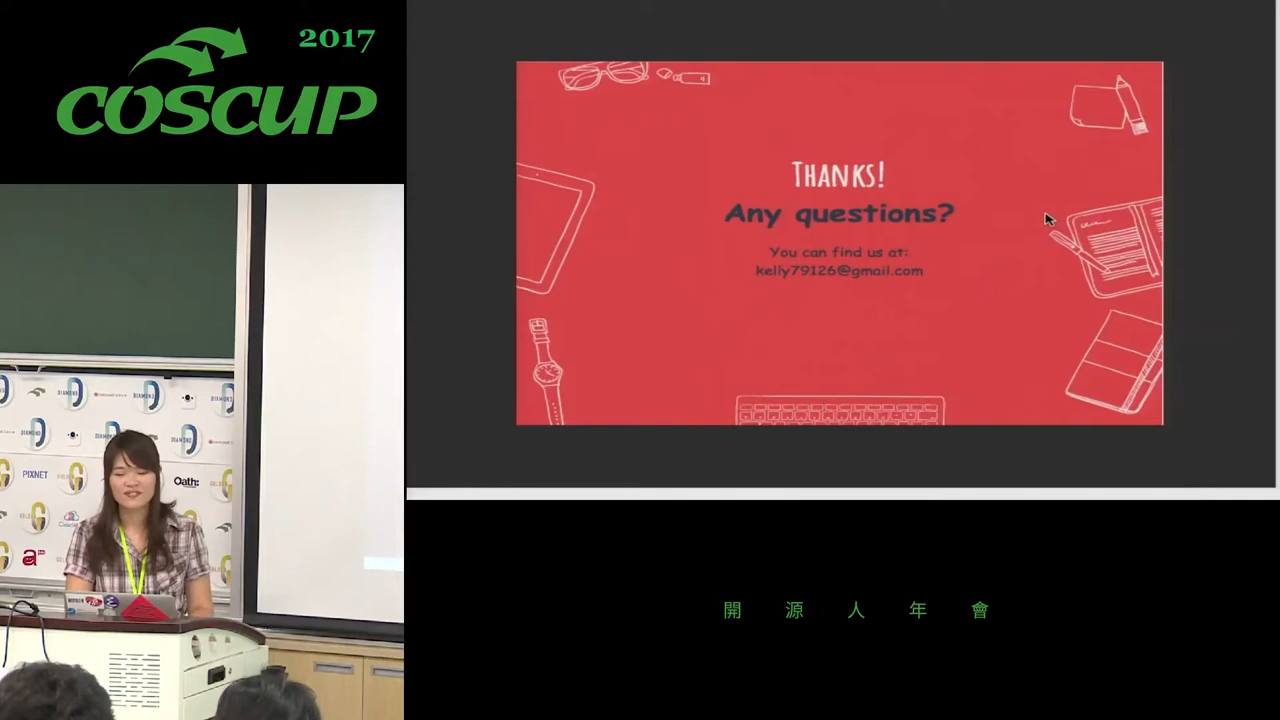 2017
COSCUP
THANKS!
Any questions?
You can find us at:
kelly79126@gmail.com
PIXNET
Oath:
開源人年會